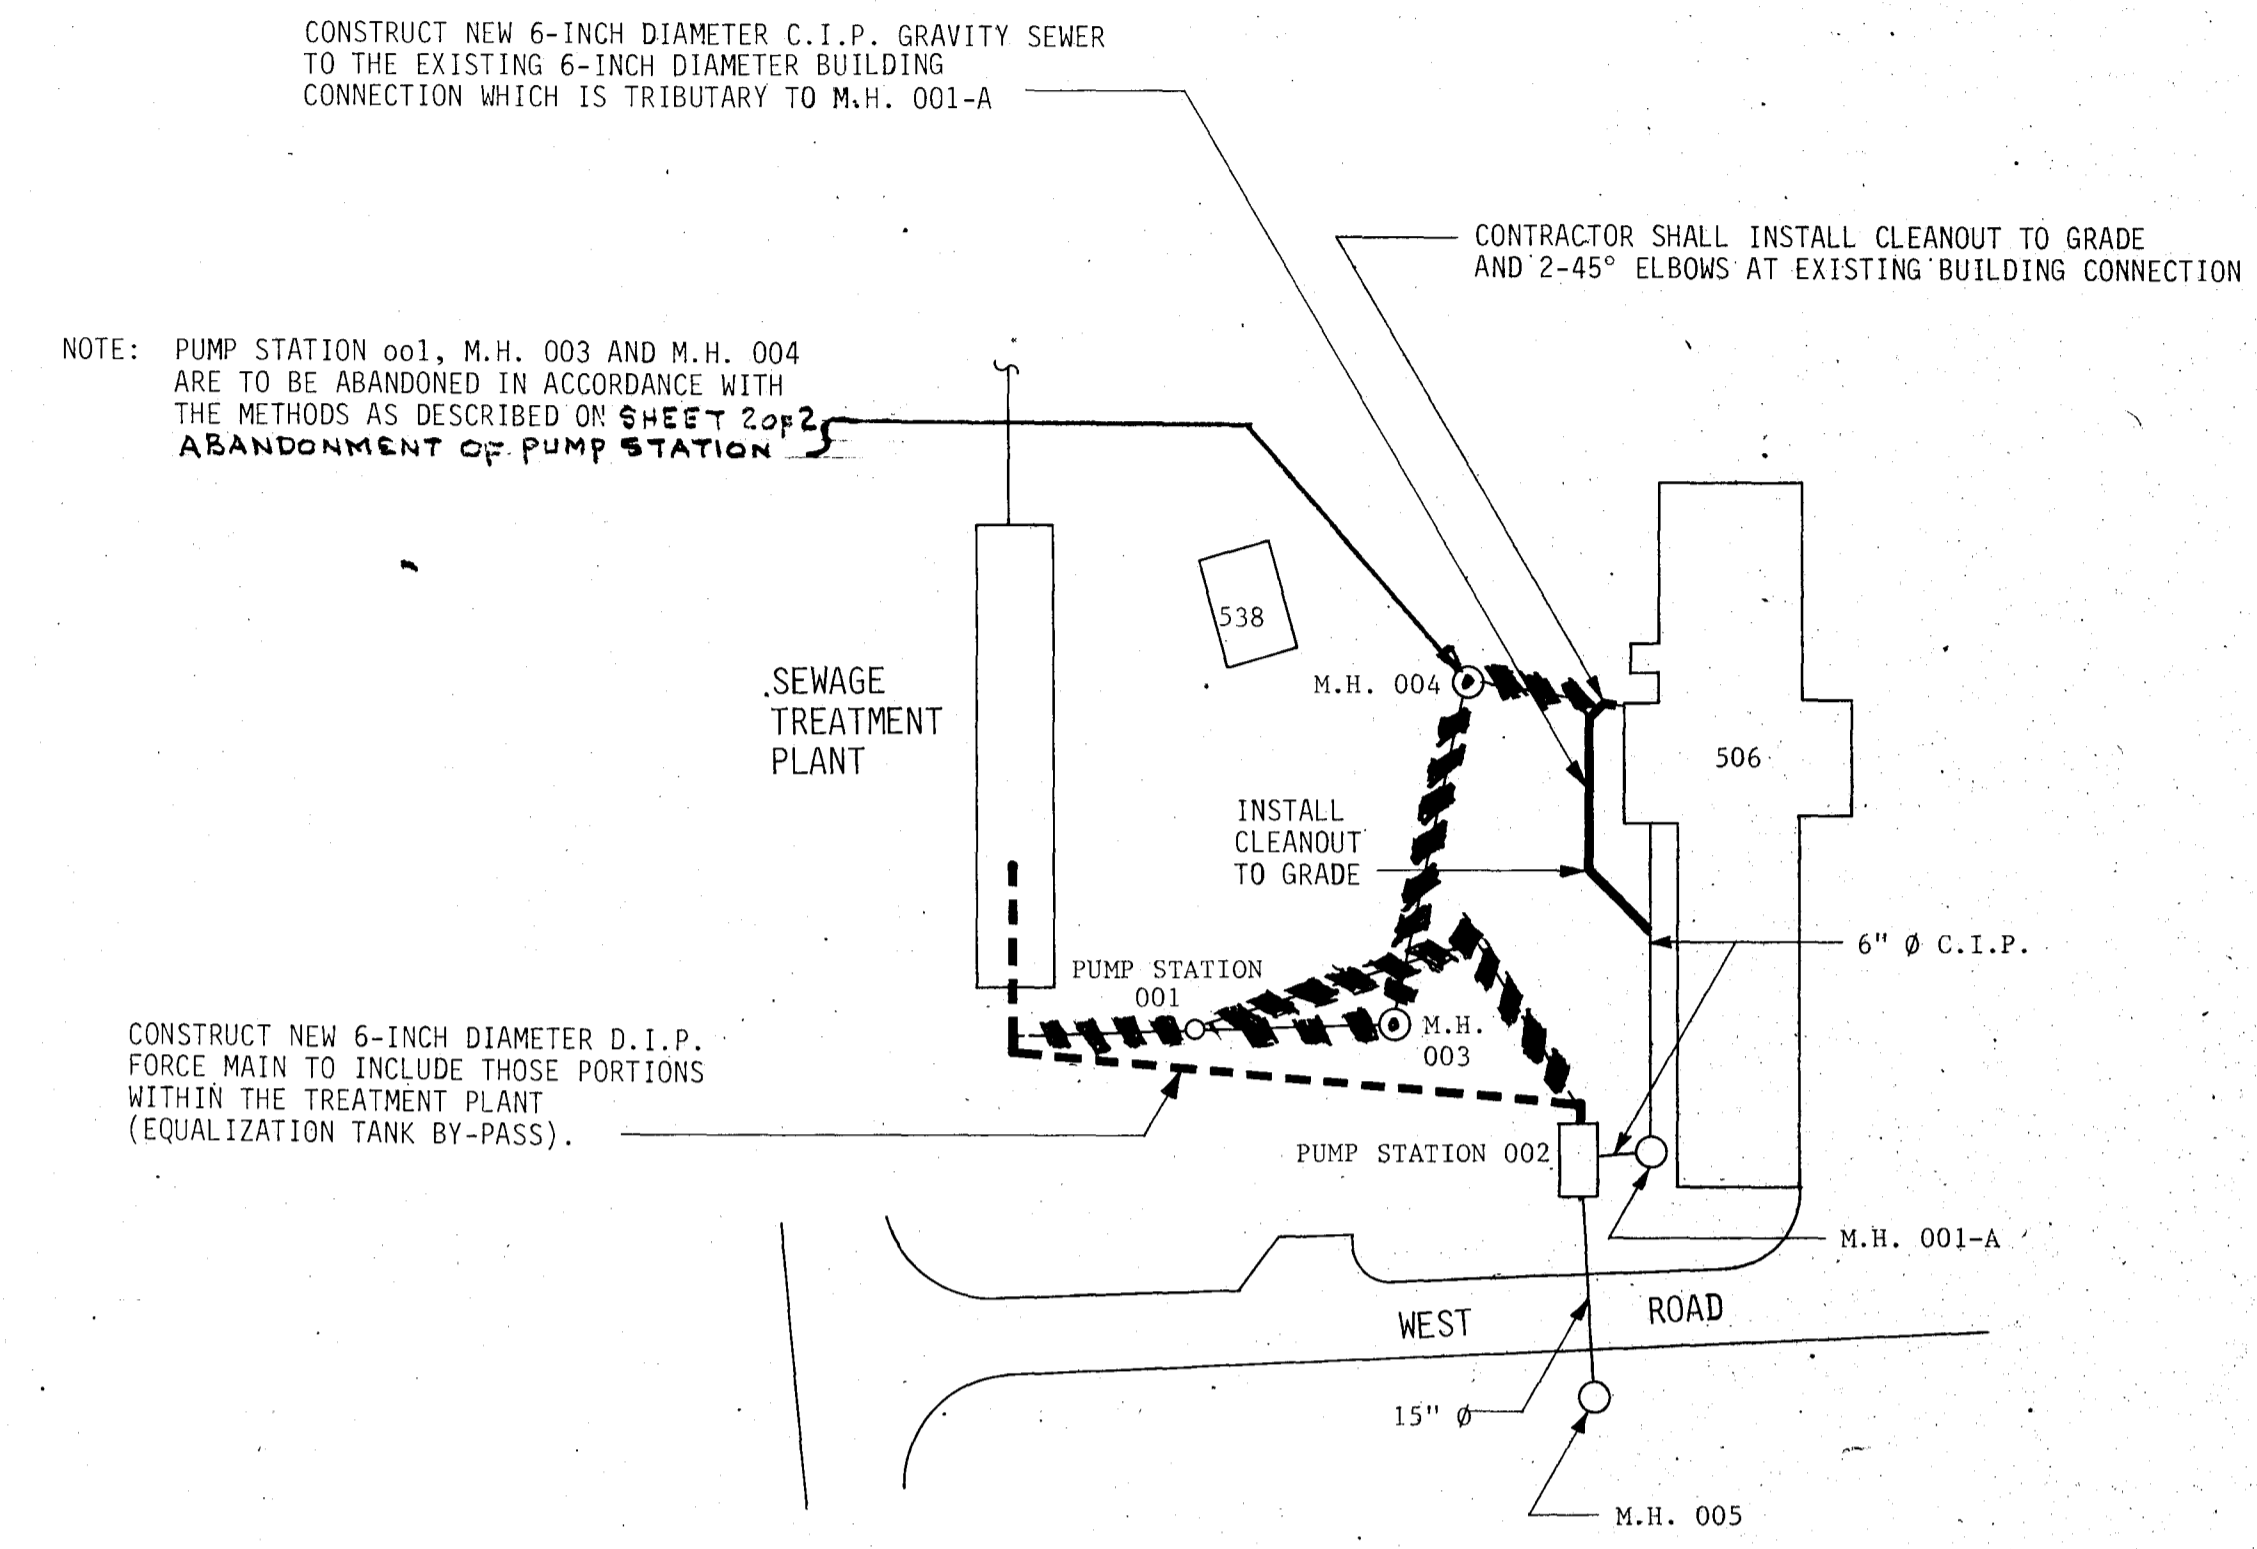 CONSTRUCT NEW 6-INCH DIAMETER C.I.P. GRAVITY SEWER
TO THE EXISTING 6-INCH DIAMETER BUILDING
CONNECTION WHICH IS TRIBUTARY TO M.H. 001-A
CONTRACTOR SHALL INSTALL CLEANOUT TO GRADE
AND 2-45° ELBOWS AT EXISTING BUILDING CONNECTION
NOTE: PUMP STATION oo1, M.H. 003 AND M.H. 004
ARE TO BE ABANDONED IN ACCORDANCE WITH
THE METHODS AS DESCRIBED ON SHEET 2 OF 2
ABANDONMENT OF PUMP STATION
538
M.H. 004
SEWAGE
TREATMENT
PLANT
506
INSTALL
CLEANOUT
TO GRADE
6" Ø C.I.P.
PUMP STATION
001
M.H.
003
CONSTRUCT NEW 6-INCH DIAMETER D.I.P.
FORCE MAIN TO INCLUDE THOSE PORTIONS
WITHIN THE TREATMENT PLANT
(EQUALIZATION TANK BY-PASS).
PUMP STATION 002
M.H. 001-A
WEST ROAD
15" Ø
M.H. 005